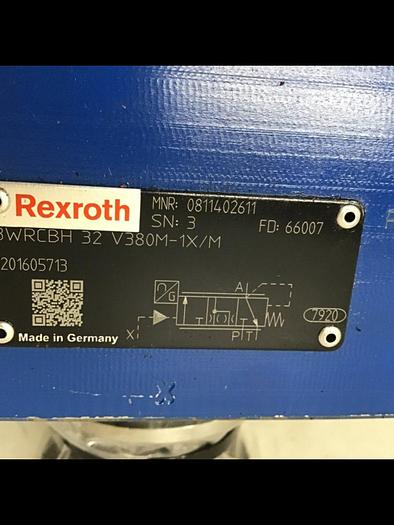 Rexroth
MNR: 0811402611
SN: 3
FD: 66007
3WRCBH 32 V380M-1X/M
201605713
G
A
X
P T
7920
Made in Germany
X